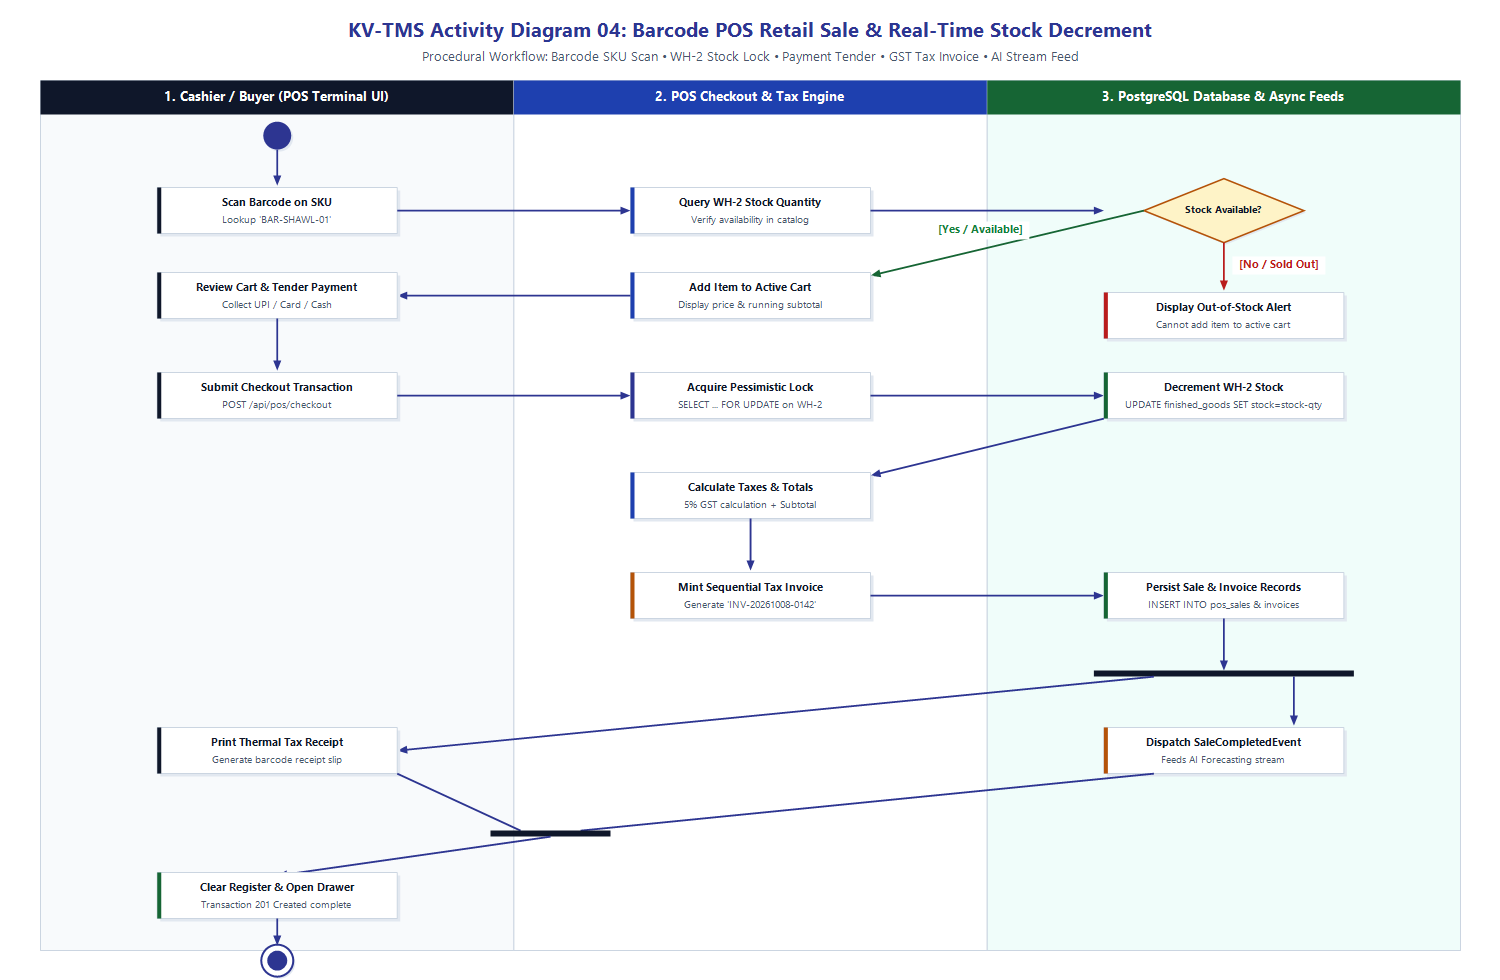 KV-TMS Activity Diagram 04: Barcode POS Retail Sale & Real-Time Stock Decrement
Procedural Workflow: Barcode SKU Scan • WH-2 Stock Lock • Payment Tender • GST Tax Invoice • AI Stream Feed
1. Cashier / Buyer (POS Terminal UI)
2. POS Checkout & Tax Engine
3. PostgreSQL Database & Async Feeds
Scan Barcode on SKU
Lookup 'BAR-SHAWL-01'
Query WH-2 Stock Quantity
Verify availability in catalog
Stock Available?
[Yes / Available]
[No / Sold Out]
Review Cart & Tender Payment
Collect UPI / Card / Cash
Add Item to Active Cart
Display price & running subtotal
Display Out-of-Stock Alert
Cannot add item to active cart
Submit Checkout Transaction
POST /api/pos/checkout
Acquire Pessimistic Lock
SELECT ... FOR UPDATE on WH-2
Decrement WH-2 Stock
UPDATE finished_goods SET stock=stock-qty
Calculate Taxes & Totals
5% GST calculation + Subtotal
Mint Sequential Tax Invoice
Generate 'INV-20261008-0142'
Persist Sale & Invoice Records
INSERT INTO pos_sales & invoices
Print Thermal Tax Receipt
Generate barcode receipt slip
Dispatch SaleCompletedEvent
Feeds AI Forecasting stream
Clear Register & Open Drawer
Transaction 201 Created complete